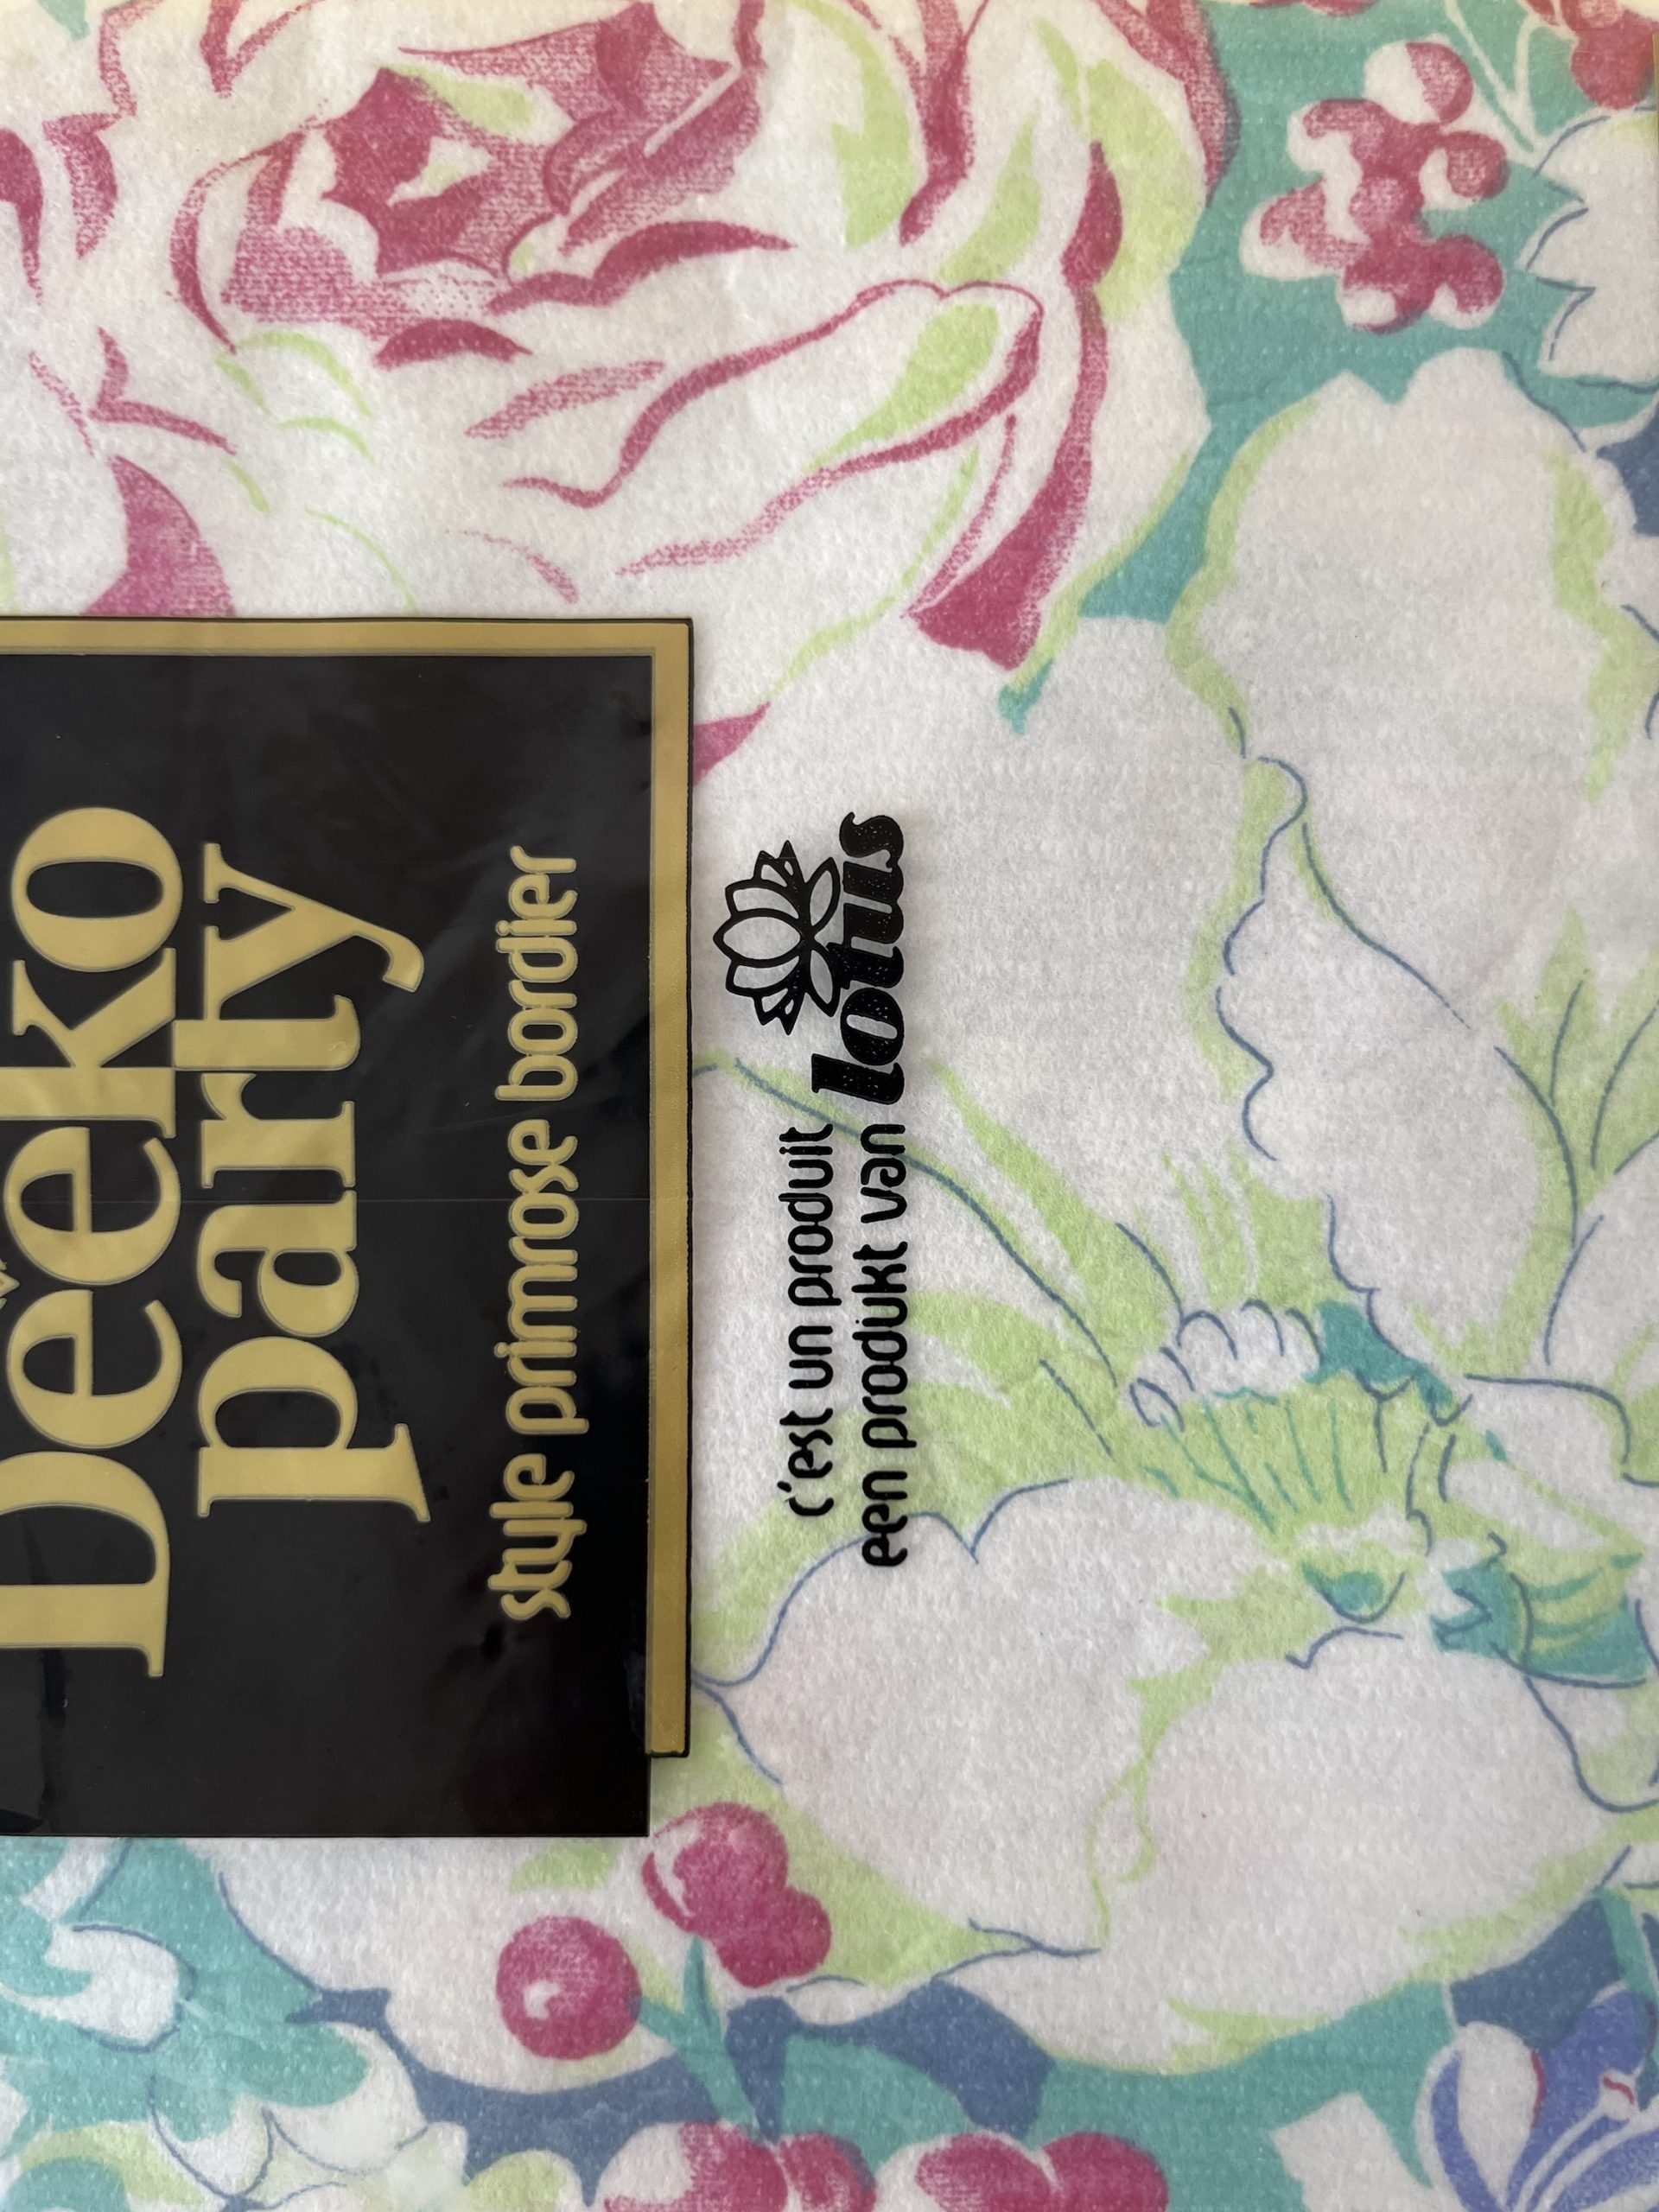 Deeko
party
style primrose bordier
c'est un produit
een produkt van lotus